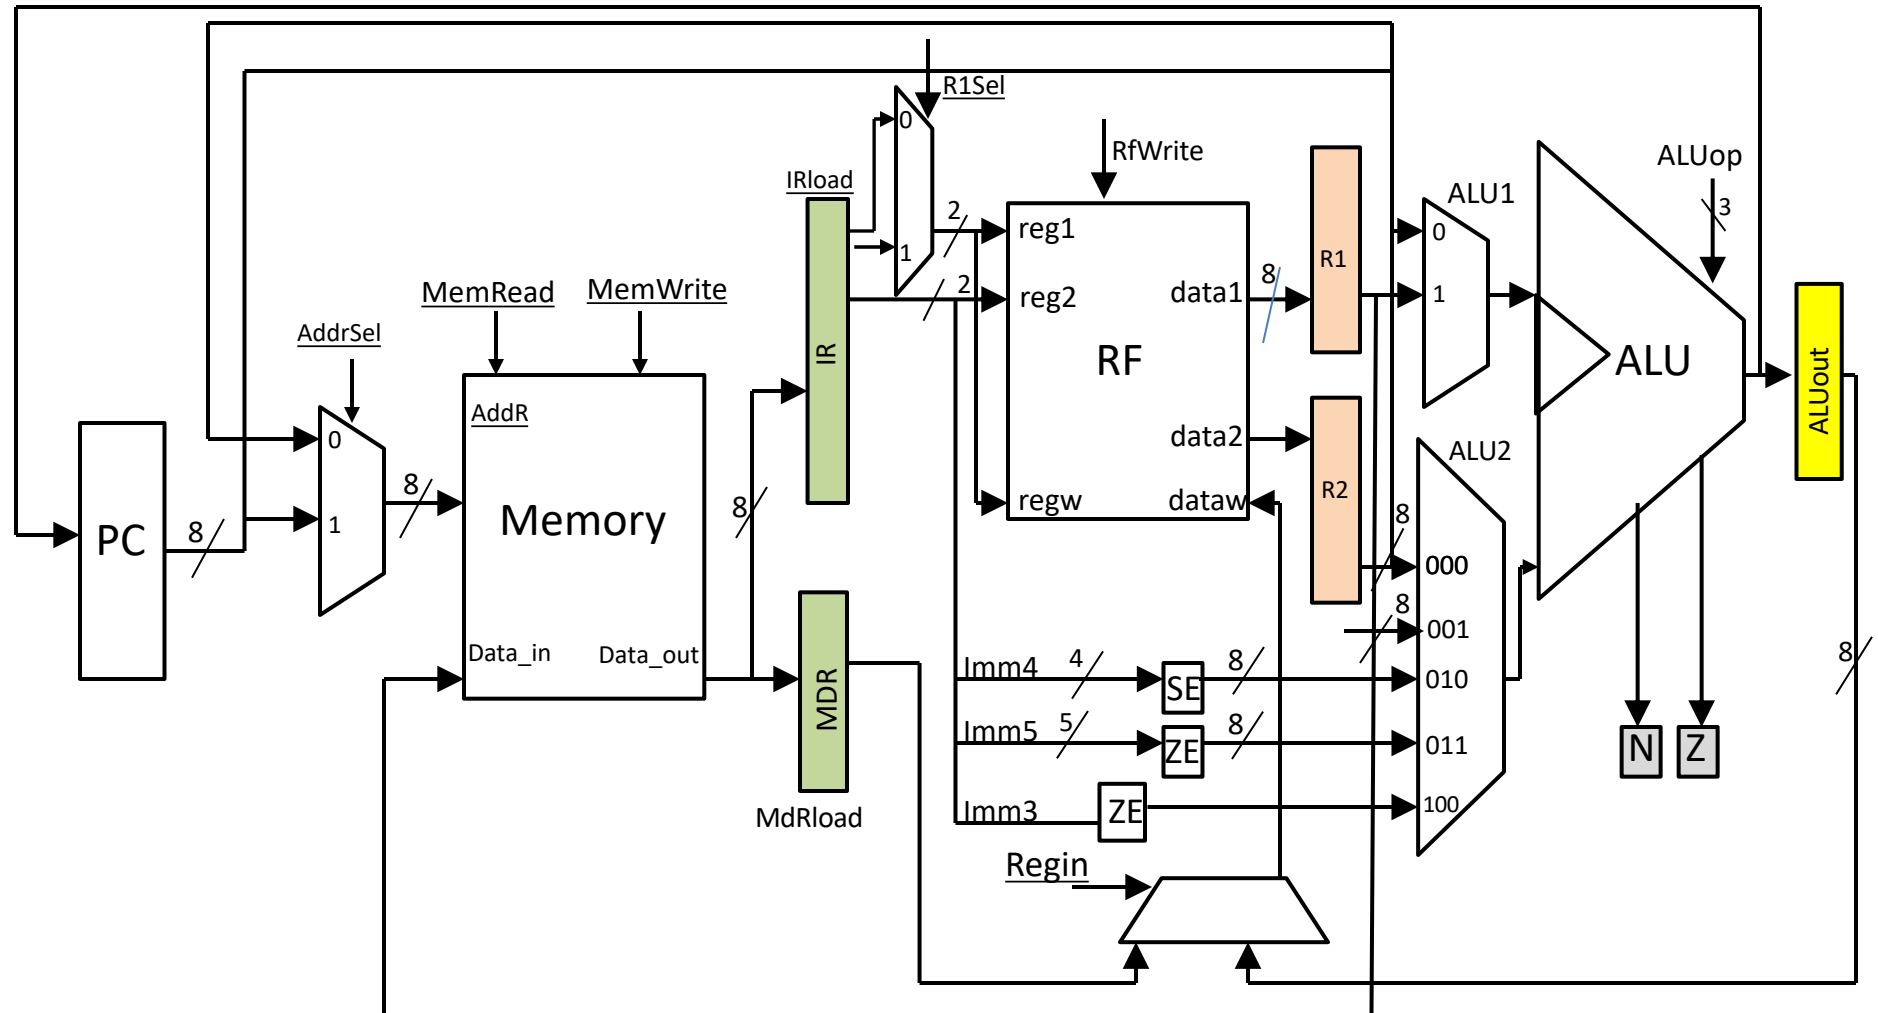 R1Sel
0
1
IRload
IR
2
2
RfWrite
reg1
reg2
regw
data1
data2
dataw
RF
8
R1
R2
ALU1
0
1
ALUop
3
ALU
ALUout
AddrSel
0
1
MemRead
MemWrite
AddR
Memory
Data_in
Data_out
PC
8
8
8
MDR
MdRload
ALU2
8
000
8
001
010
011
100
Imm4
4
SE
8
Imm5
5
ZE
8
Imm3
ZE
Regin
N
Z
8